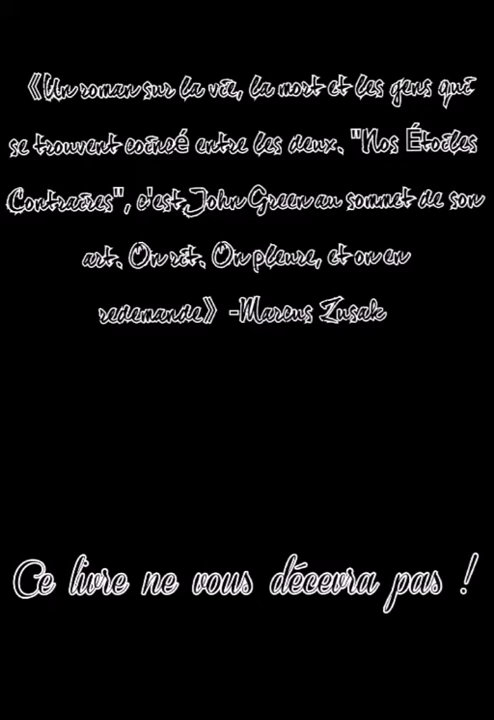 《Un roman sur la vie, la mort et les gens qui
se trouvent coincé entre les deux. "Nos Étoiles
Contraires", c'est John Green au sommet de son
art. On rit. On pleure, et on en
redemande》 -Marcus Zusak
Ce livre ne vous décevra pas !